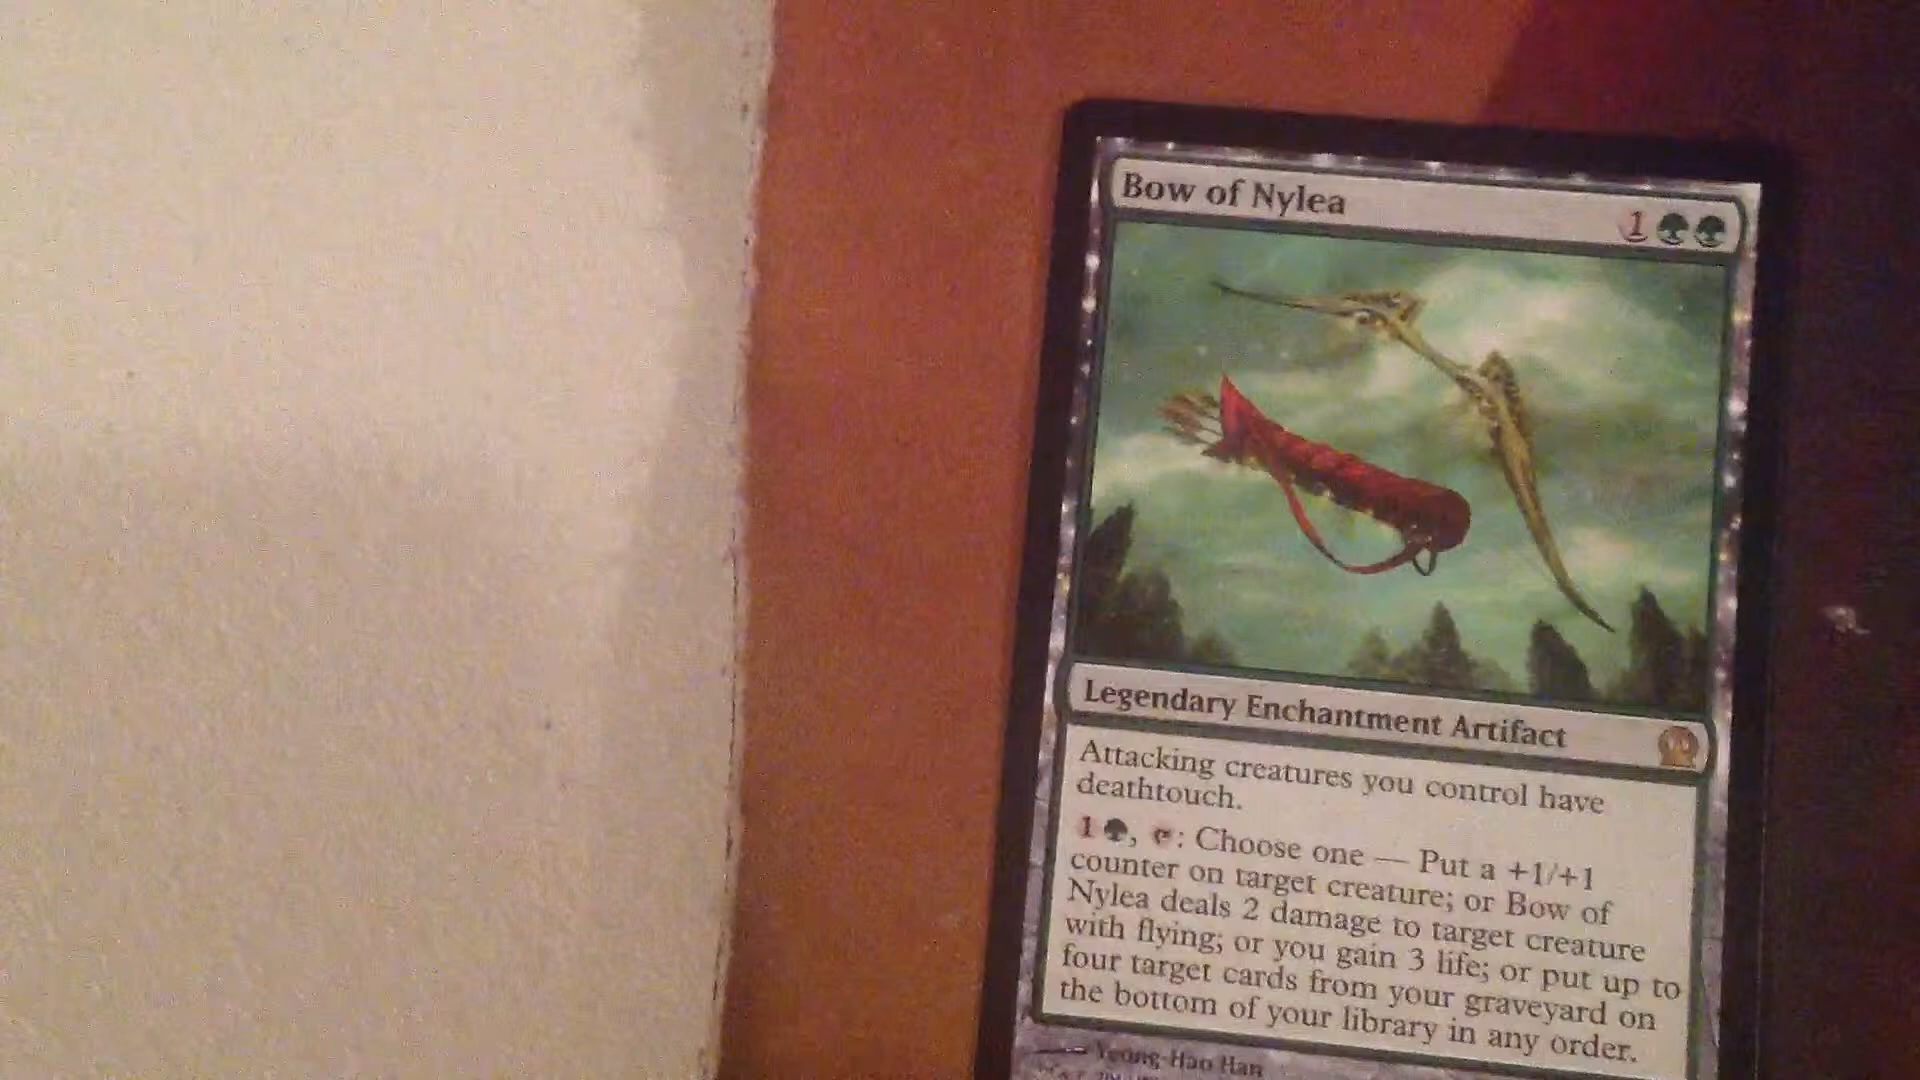 Bow of Nylea
1
Legendary Enchantment Artifact
Attacking creatures you control have
deathtouch.
1 , : Choose one — Put a +1/+1
counter on target creature; or Bow of
Nylea deals 2 damage to target creature
with flying; or you gain 3 life; or put up to
four target cards from your graveyard on
the bottom of your library in any order.
Yeong-Hao Han